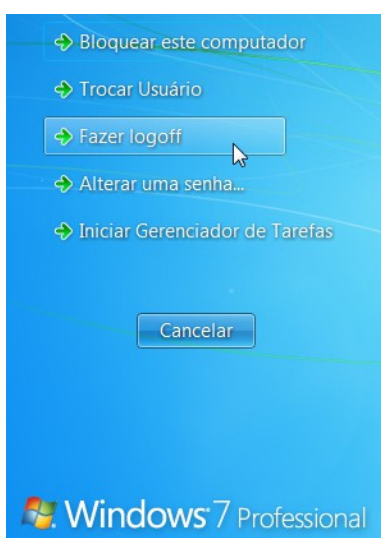 Bloquear este computador
Trocar Usuário
Fazer logoff
Alterar uma senha...
Iniciar Gerenciador de Tarefas
Cancelar
Windows 7 Professional